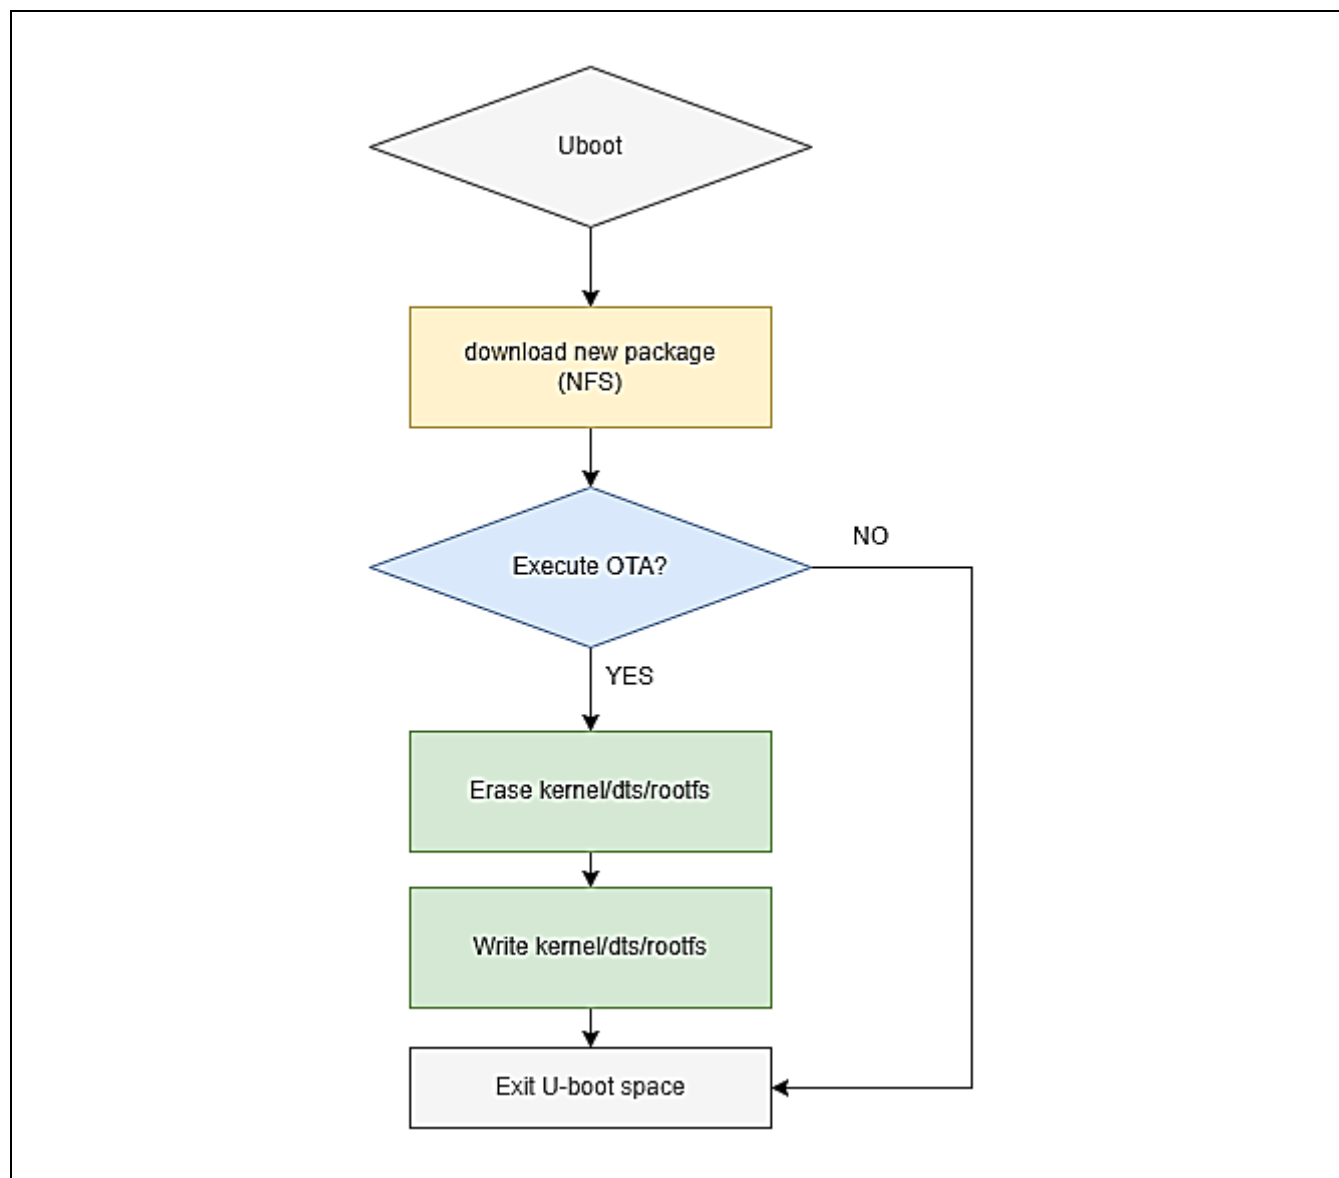 Uboot
download new package
(NFS)
Execute OTA?
NO
YES
Erase kernel/dts/rootfs
Write kernel/dts/rootfs
Exit U-boot space